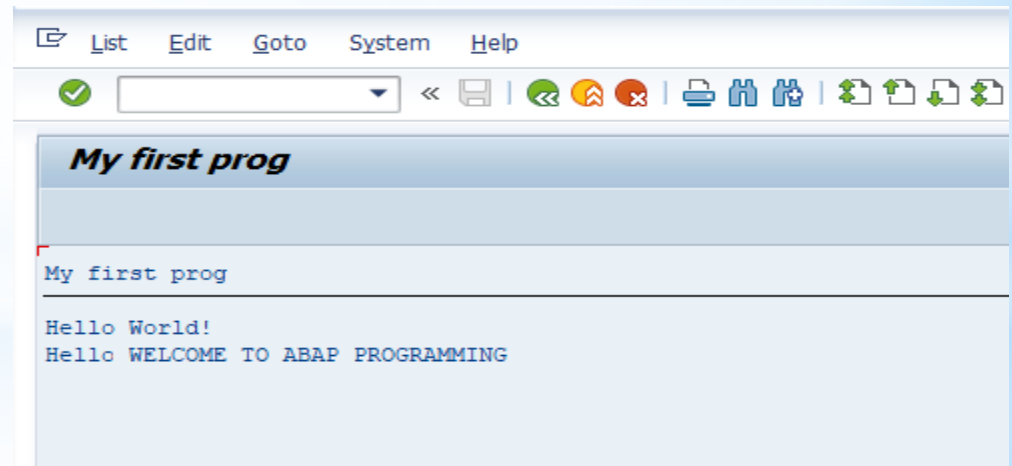 List Edit Goto System Help
My first prog
My first prog
Hello World!
Hello WELCOME TO ABAP PROGRAMMING